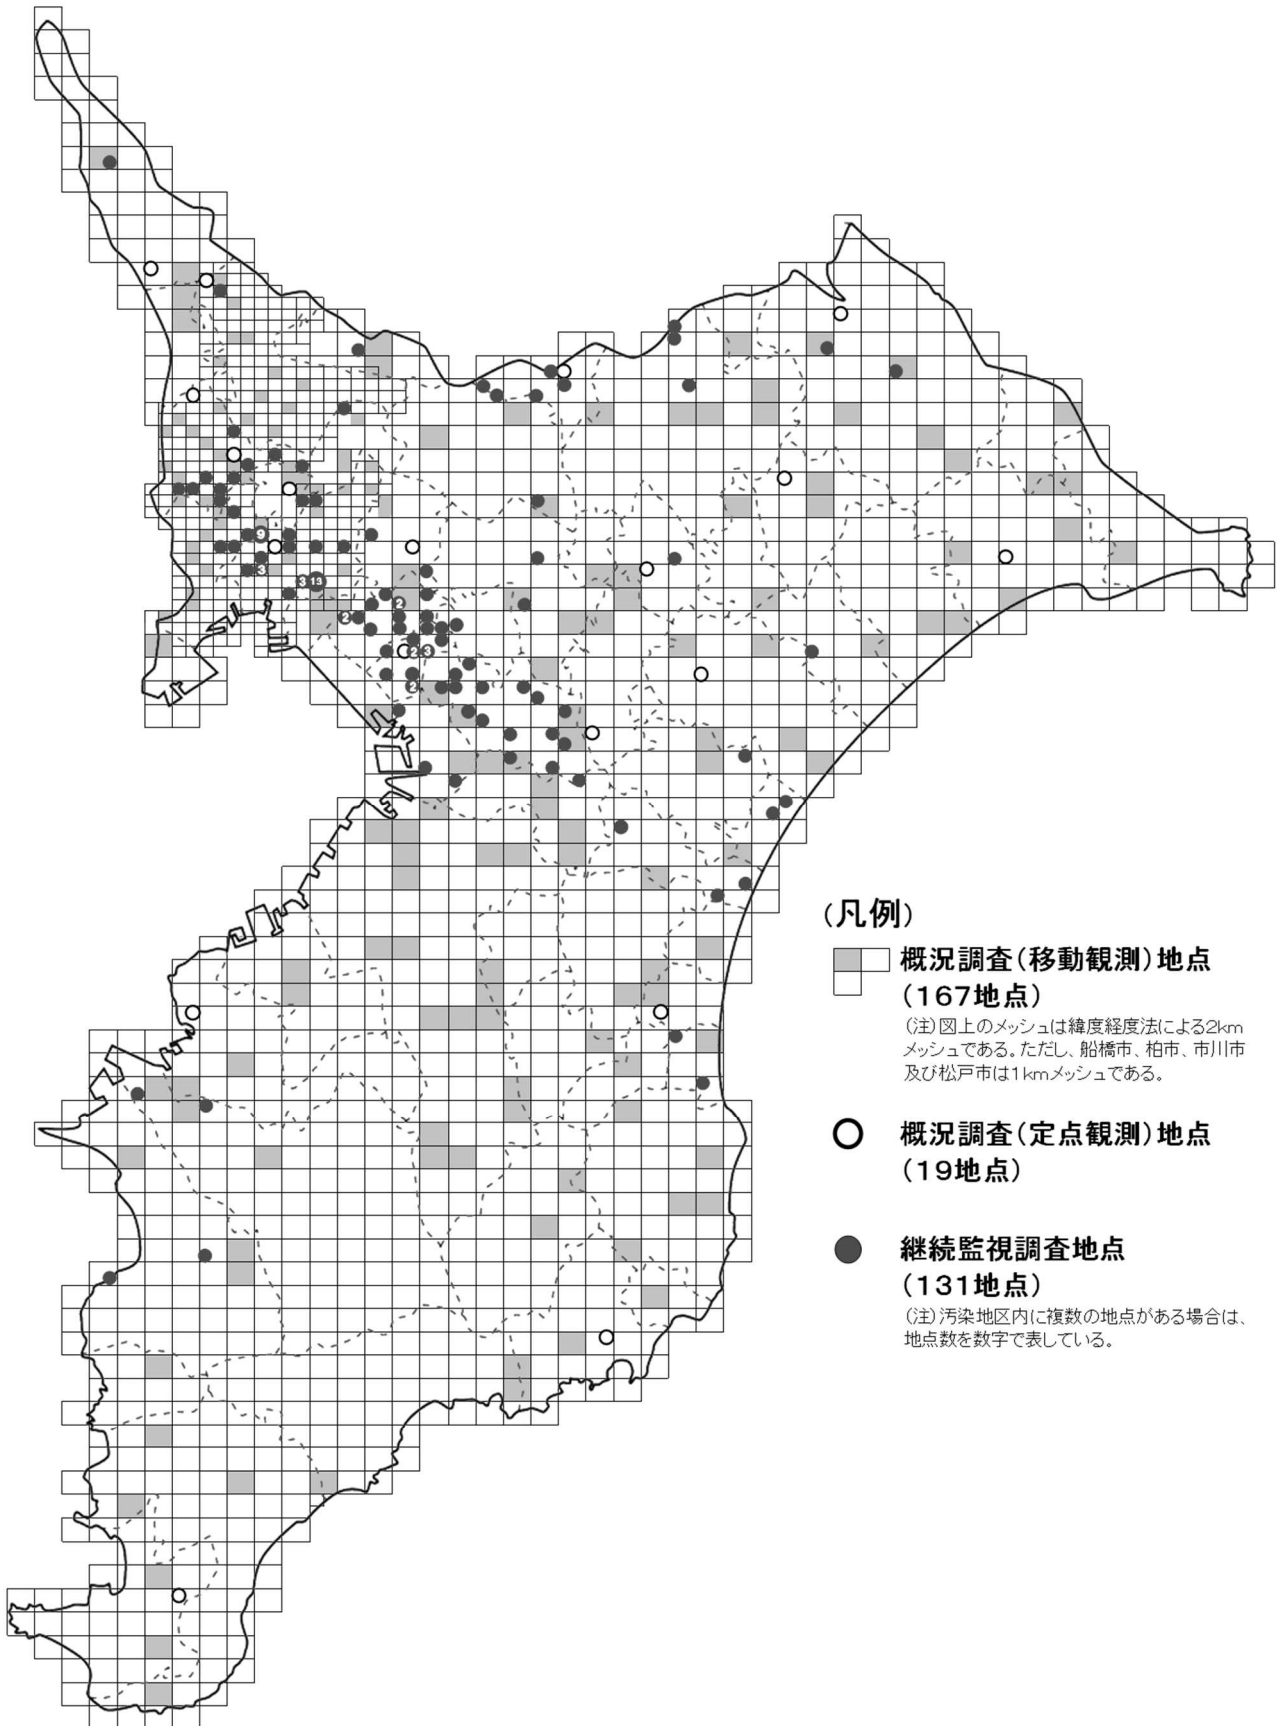 9
3
3 13
2
2
2 3
2
(凡例)
概況調査(移動観測)地点
(167地点)
(注)図上のメッシュは緯度経度法による2km
メッシュである。ただし、船橋市、柏市、市川市
及び松戸市は1kmメッシュである。
概況調査(定点観測)地点
(19地点)
継続監視調査地点
(131地点)
(注)汚染地区内に複数の地点がある場合は、
地点数を数字で表している。